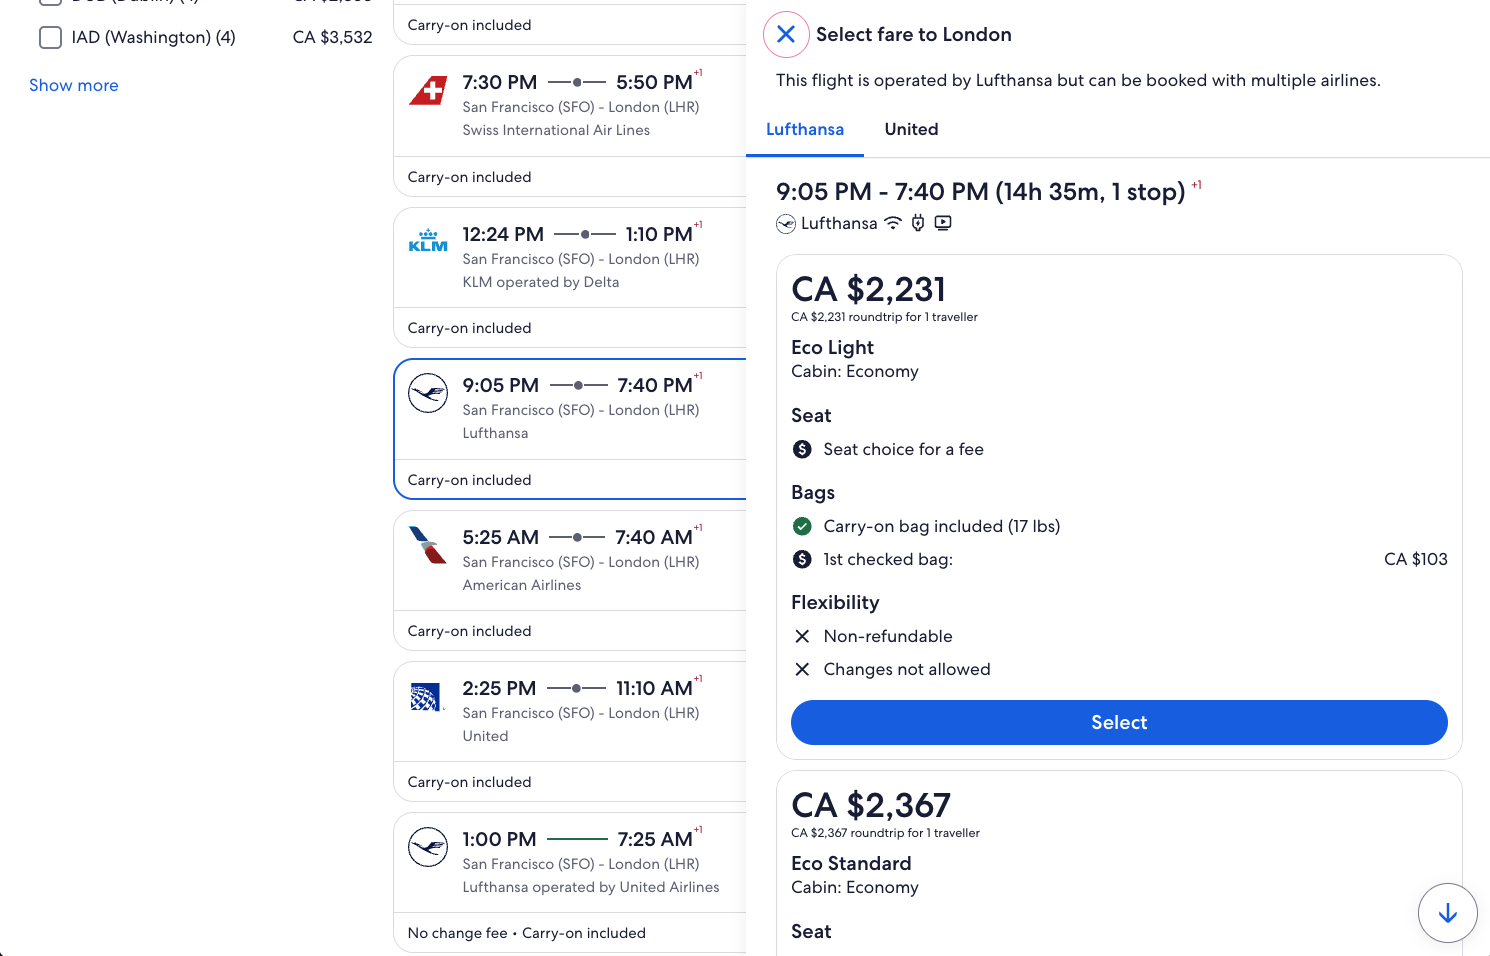 IAD (Washington) (4) CA $3,532
Show more
Carry-on included
7:30 PM 5:50 PM +1
San Francisco (SFO) - London (LHR)
Swiss International Air Lines
Carry-on included
KLM
12:24 PM 1:10 PM +1
San Francisco (SFO) - London (LHR)
KLM operated by Delta
Carry-on included
9:05 PM 7:40 PM +1
San Francisco (SFO) - London (LHR)
Lufthansa
Carry-on included
5:25 AM 7:40 AM +1
San Francisco (SFO) - London (LHR)
American Airlines
Carry-on included
2:25 PM 11:10 AM +1
San Francisco (SFO) - London (LHR)
United
Carry-on included
1:00 PM 7:25 AM +1
San Francisco (SFO) - London (LHR)
Lufthansa operated by United Airlines
No change fee • Carry-on included
Select fare to London
This flight is operated by Lufthansa but can be booked with multiple airlines.
Lufthansa United
9:05 PM - 7:40 PM (14h 35m, 1 stop) +1
Lufthansa
CA $2,231
CA $2,231 roundtrip for 1 traveller
Eco Light
Cabin: Economy
Seat
Seat choice for a fee
Bags
Carry-on bag included (17 lbs)
1st checked bag: CA $103
Flexibility
Non-refundable
Changes not allowed
Select
CA $2,367
CA $2,367 roundtrip for 1 traveller
Eco Standard
Cabin: Economy
Seat